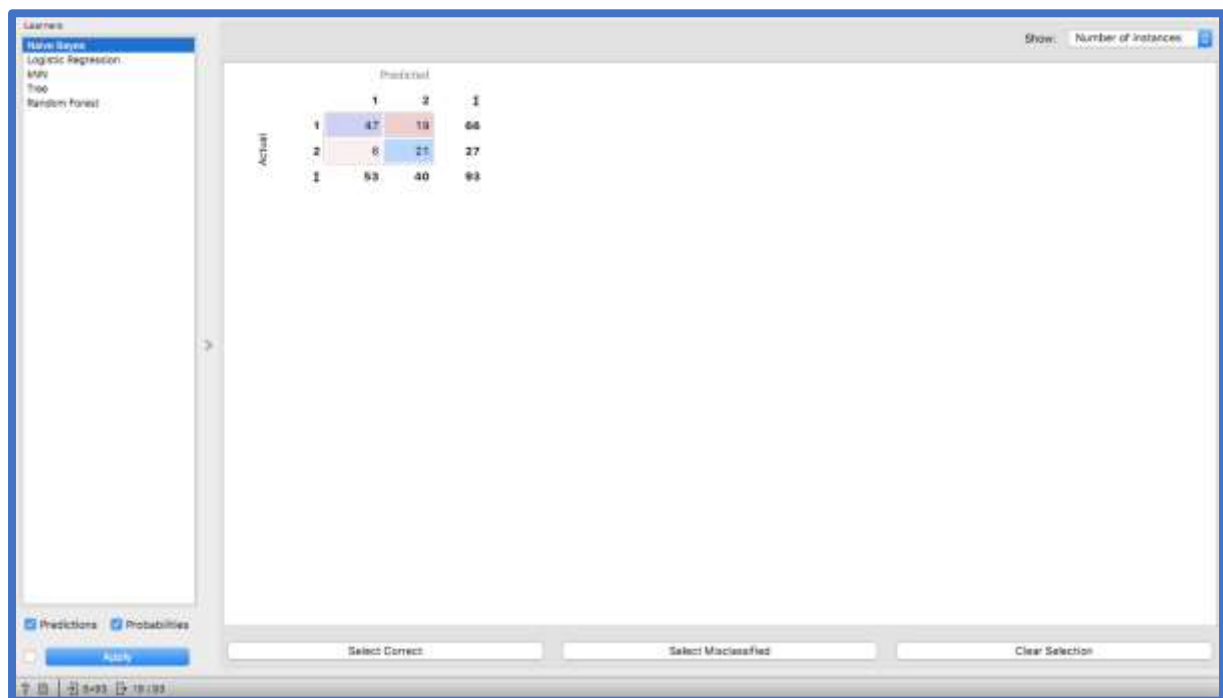 Learners
Naive Bayes
Logistic Regression
kNN
Tree
Random Forest
Show: Number of instances
Predicted
1 2 Σ
1 47 19 66
Actual
2 6 21 27
Σ 53 40 93
Predictions Probabilities
Apply
Select Correct
Select Misclassified
Clear Selection